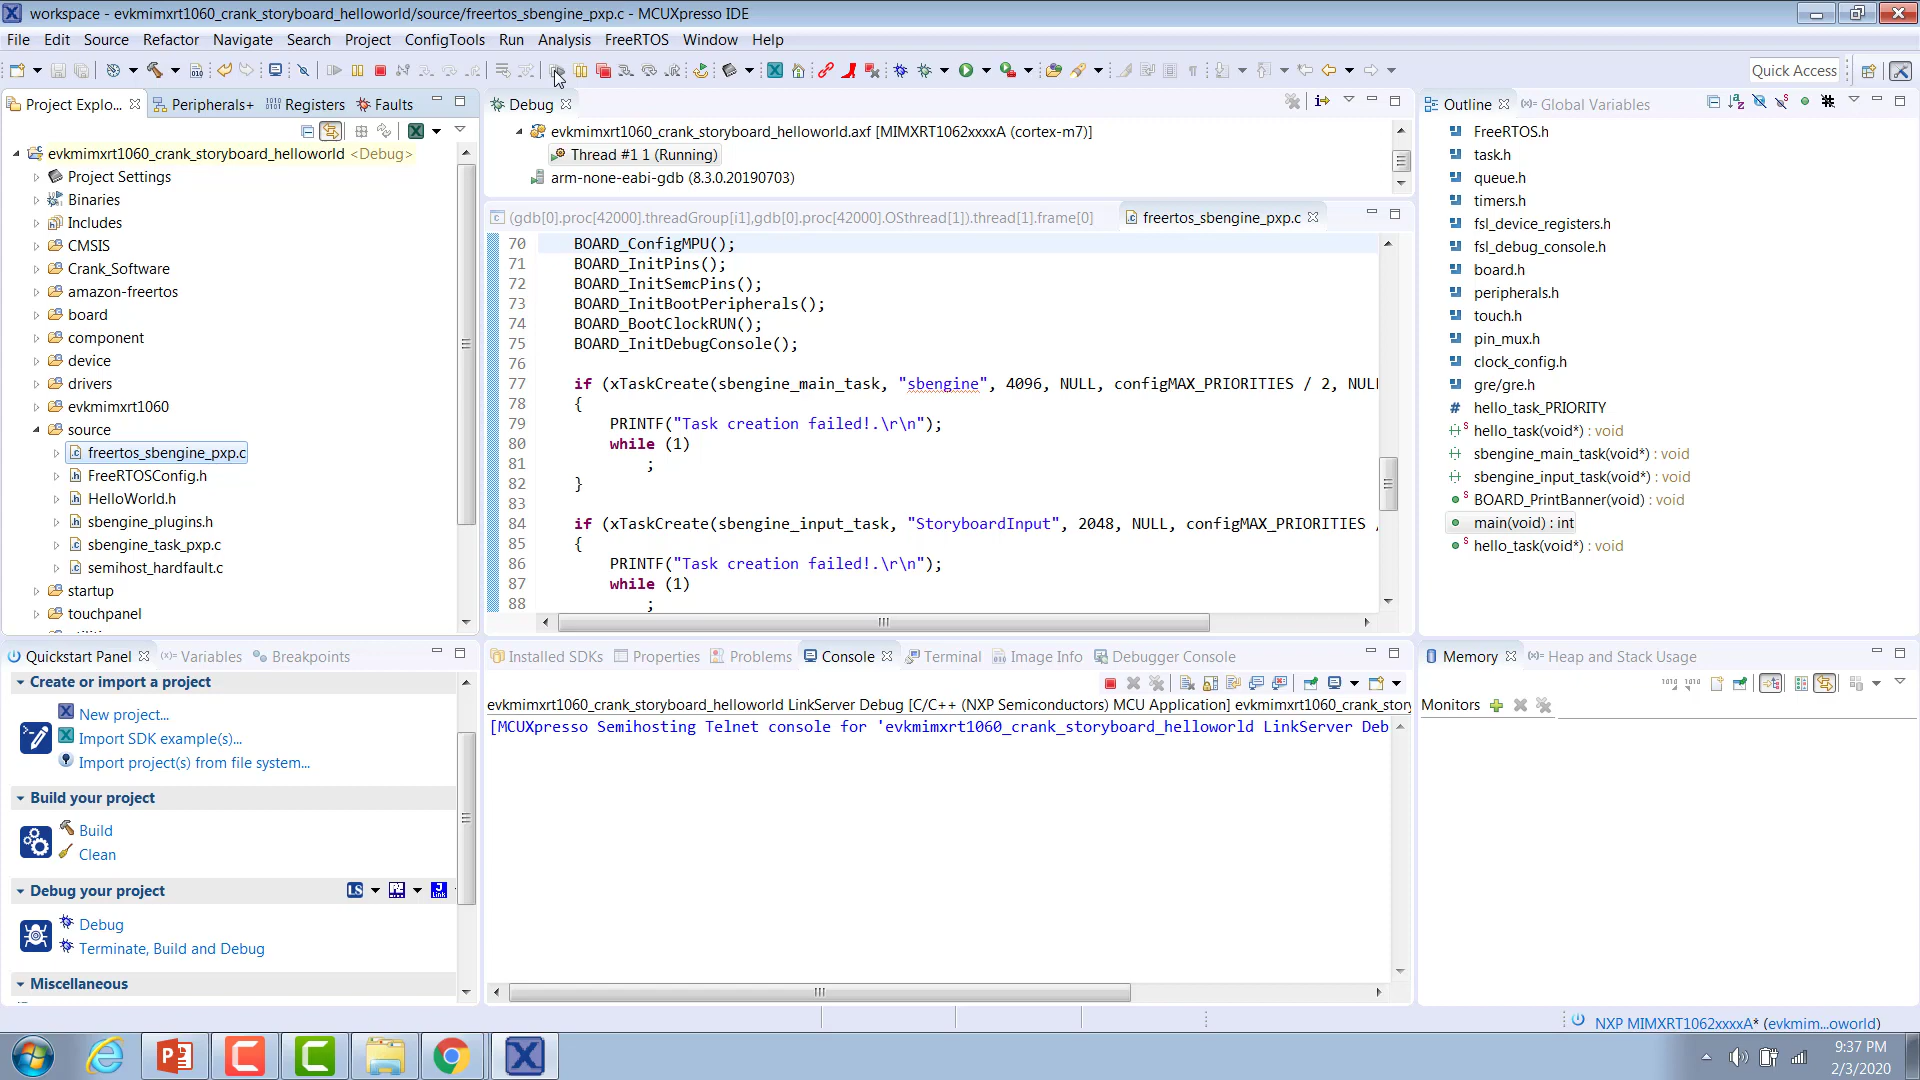 workspace - evkmimxrt1060_crank_storyboard_helloworld/source/freertos_sbengine_pxp.c - MCUXpresso IDE
File Edit Source Refactor Navigate Search Project ConfigTools Run Analysis FreeRTOS Window Help
Quick Access
Project Explo... Peripherals+ Registers Faults
evkmimxrt1060_crank_storyboard_helloworld <Debug>
Project Settings
Binaries
Includes
CMSIS
Crank_Software
amazon-freertos
board
component
device
drivers
evkmimxrt1060
source
freertos_sbengine_pxp.c
FreeRTOSConfig.h
HelloWorld.h
sbengine_plugins.h
sbengine_task_pxp.c
semihost_hardfault.c
startup
touchpanel
Debug
evkmimxrt1060_crank_storyboard_helloworld.axf [MIMXRT1062xxxxA (cortex-m7)]
Thread #1 1 (Running)
arm-none-eabi-gdb (8.3.0.20190703)
(gdb[0].proc[42000].threadGroup[i1],gdb[0].proc[42000].OSthread[1]).thread[1].frame[0] freertos_sbengine_pxp.c
70 BOARD_ConfigMPU();
71 BOARD_InitPins();
72 BOARD_InitSemcPins();
73 BOARD_InitBootPeripherals();
74 BOARD_BootClockRUN();
75 BOARD_InitDebugConsole();
76
77 if (xTaskCreate(sbengine_main_task, "sbengine", 4096, NULL, configMAX_PRIORITIES / 2, NULL
78 {
79 PRINTF("Task creation failed!.\r\n");
80 while (1)
81 ;
82 }
83
84 if (xTaskCreate(sbengine_input_task, "StoryboardInput", 2048, NULL, configMAX_PRIORITIES /
85 {
86 PRINTF("Task creation failed!.\r\n");
87 while (1)
88 ;
Outline Global Variables
FreeRTOS.h
task.h
queue.h
timers.h
fsl_device_registers.h
fsl_debug_console.h
board.h
peripherals.h
touch.h
pin_mux.h
clock_config.h
gre/gre.h
# hello_task_PRIORITY
hello_task(void*) : void
sbengine_main_task(void*) : void
sbengine_input_task(void*) : void
BOARD_PrintBanner(void) : void
main(void) : int
hello_task(void*) : void
Quickstart Panel Variables Breakpoints
Create or import a project
New project...
Import SDK example(s)...
Import project(s) from file system...
Build your project
Build
Clean
Debug your project LS
Debug
Terminate, Build and Debug
Miscellaneous
Installed SDKs Properties Problems Console Terminal Image Info Debugger Console
evkmimxrt1060_crank_storyboard_helloworld LinkServer Debug [C/C++ (NXP Semiconductors) MCU Application] evkmimxrt1060_crank_story
[MCUXpresso Semihosting Telnet console for 'evkmimxrt1060_crank_storyboard_helloworld LinkServer Deb
Memory Heap and Stack Usage
Monitors
NXP MIMXRT1062xxxxA* (evkmim...oworld)
9:37 PM
2/3/2020